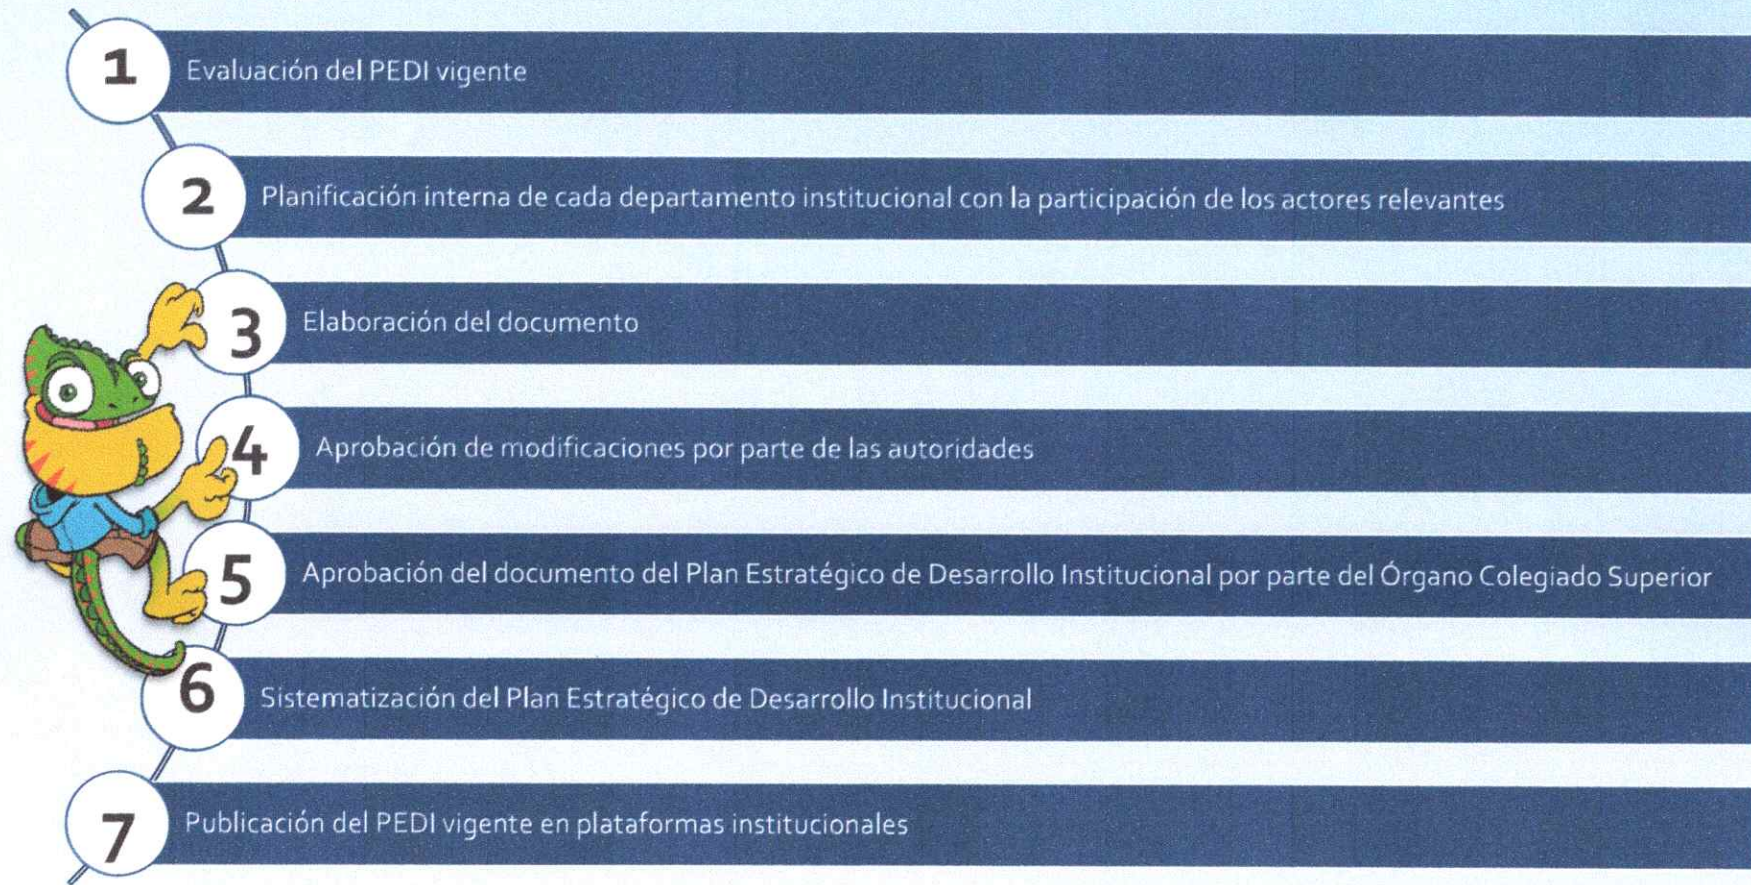 1
Evaluación del PEDI vigente
2
Planificación interna de cada departamento institucional con la participación de los actores relevantes
3
Elaboración del documento
4
Aprobación de modificaciones por parte de las autoridades
5
Aprobación del documento del Plan Estratégico de Desarrollo Institucional por parte del Órgano Colegiado Superior
6
Sistematización del Plan Estratégico de Desarrollo Institucional
7
Publicación del PEDI vigente en plataformas institucionales